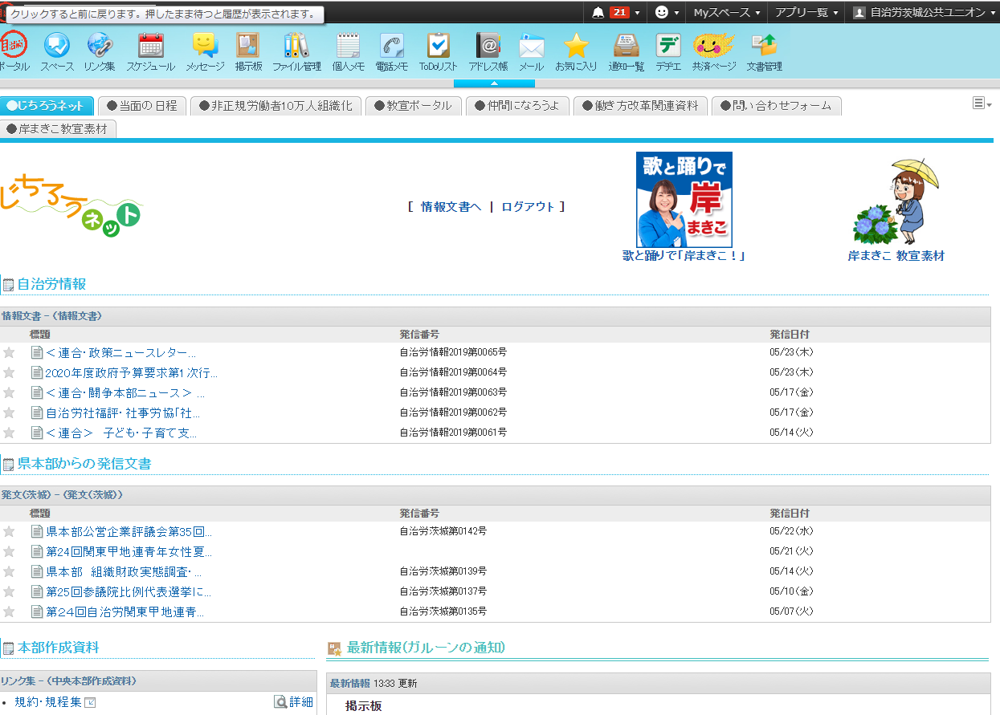 クリックすると前に戻ります。押したまま待つと履歴が表示されます。
21
Myスペース
アプリ一覧
自治労茨城公共ユニオン
自治労
ポータル
スペース
リンク集
スケジュール
メッセージ
掲示板
ファイル管理
個人メモ
電話メモ
ToDoリスト
アドレス帳
メール
お気に入り
通知一覧
デヂエ
共済ページ
文書管理
●じちろうネット
●当面の日程
●非正規労働者10万人組織化
●教宣ポータル
●仲間になろうよ
●働き方改革関連資料
●問い合わせフォーム
●岸まきこ教宣素材
じちろうネット
[ 情報文書へ | ログアウト ]
歌と踊りで
岸
まきこ
歌と踊りで「岸まきこ！」
岸まきこ 教宣素材
自治労情報
情報文書 - (情報文書)
標題 発信番号 発信日付
＜連合・政策ニュースレター... 自治労情報2019第0065号 05/23(木)
2020年度政府予算要求第1次行... 自治労情報2019第0064号 05/23(木)
＜連合・闘争本部ニュース＞ ... 自治労情報2019第0063号 05/17(金)
自治労社福評・社事労協「社... 自治労情報2019第0062号 05/17(金)
＜連合＞　子ども・子育て支... 自治労情報2019第0061号 05/14(火)
県本部からの発信文書
発文(茨城) - (発文(茨城))
標題 発信番号 発信日付
県本部公営企業評議会第35回... 自治労茨城第0142号 05/22(水)
第24回関東甲地連青年女性夏... 05/21(火)
県本部　組織財政実態調査・... 自治労茨城第0139号 05/14(火)
第25回参議院比例代表選挙に... 自治労茨城第0137号 05/10(金)
第２４回自治労関東甲地連青... 自治労茨城第0135号 05/07(火)
本部作成資料
リンク集 - (中央本部作成資料)
・規約・規程集
詳細
最新情報(ガルーンの通知)
最新情報 13:33 更新
掲示板